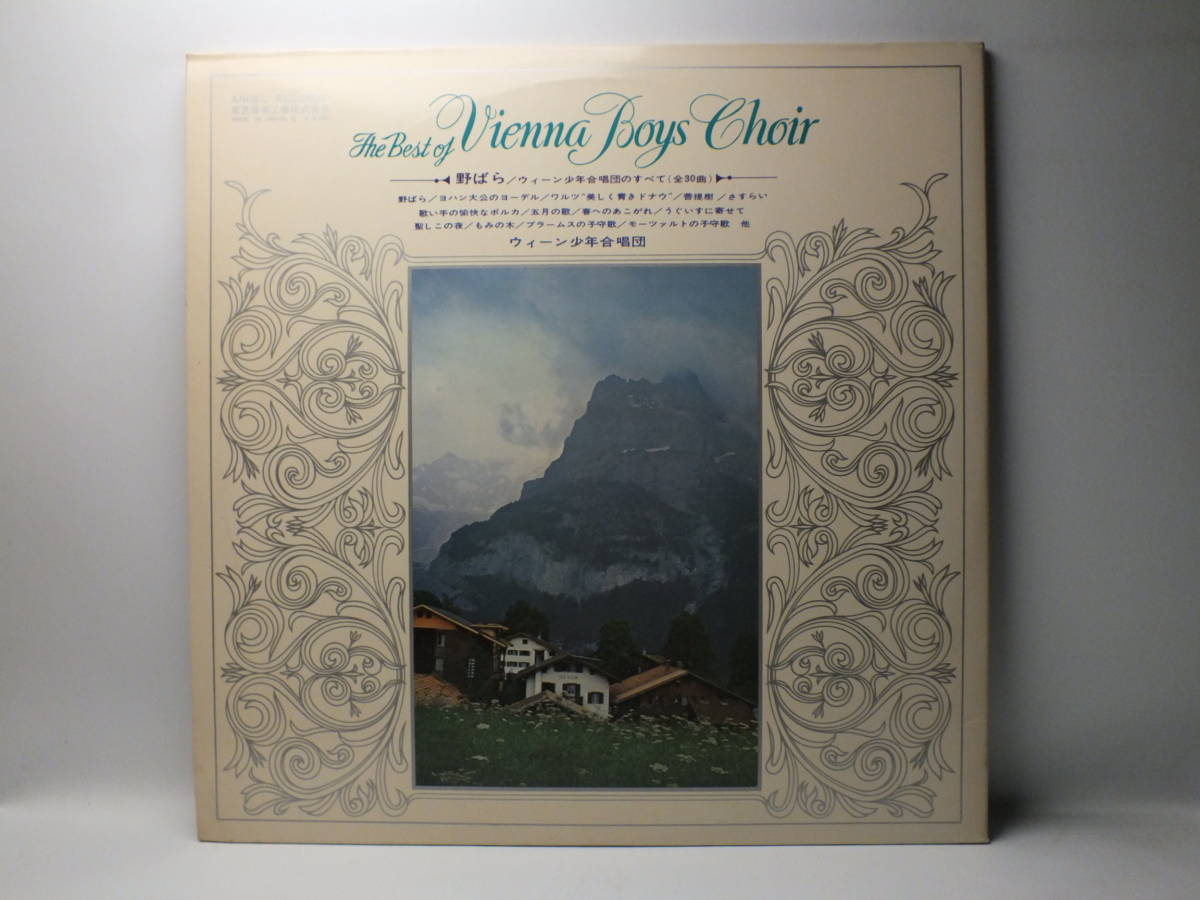 The Best of Vienna Boys Choir
野ばら/ウィーン少年合唱団のすべて(全30曲)
野ばら/ヨハン大公のヨーデル/ワルツ"美しく青きドナウ"/菩提樹/さすらい
歌い手の愉快なポルカ/五月の歌/春へのあこがれ/うぐいすに寄せて
聖しこの夜/もみの木/ブラームスの子守歌/モーツァルトの子守歌 他
ウィーン少年合唱団